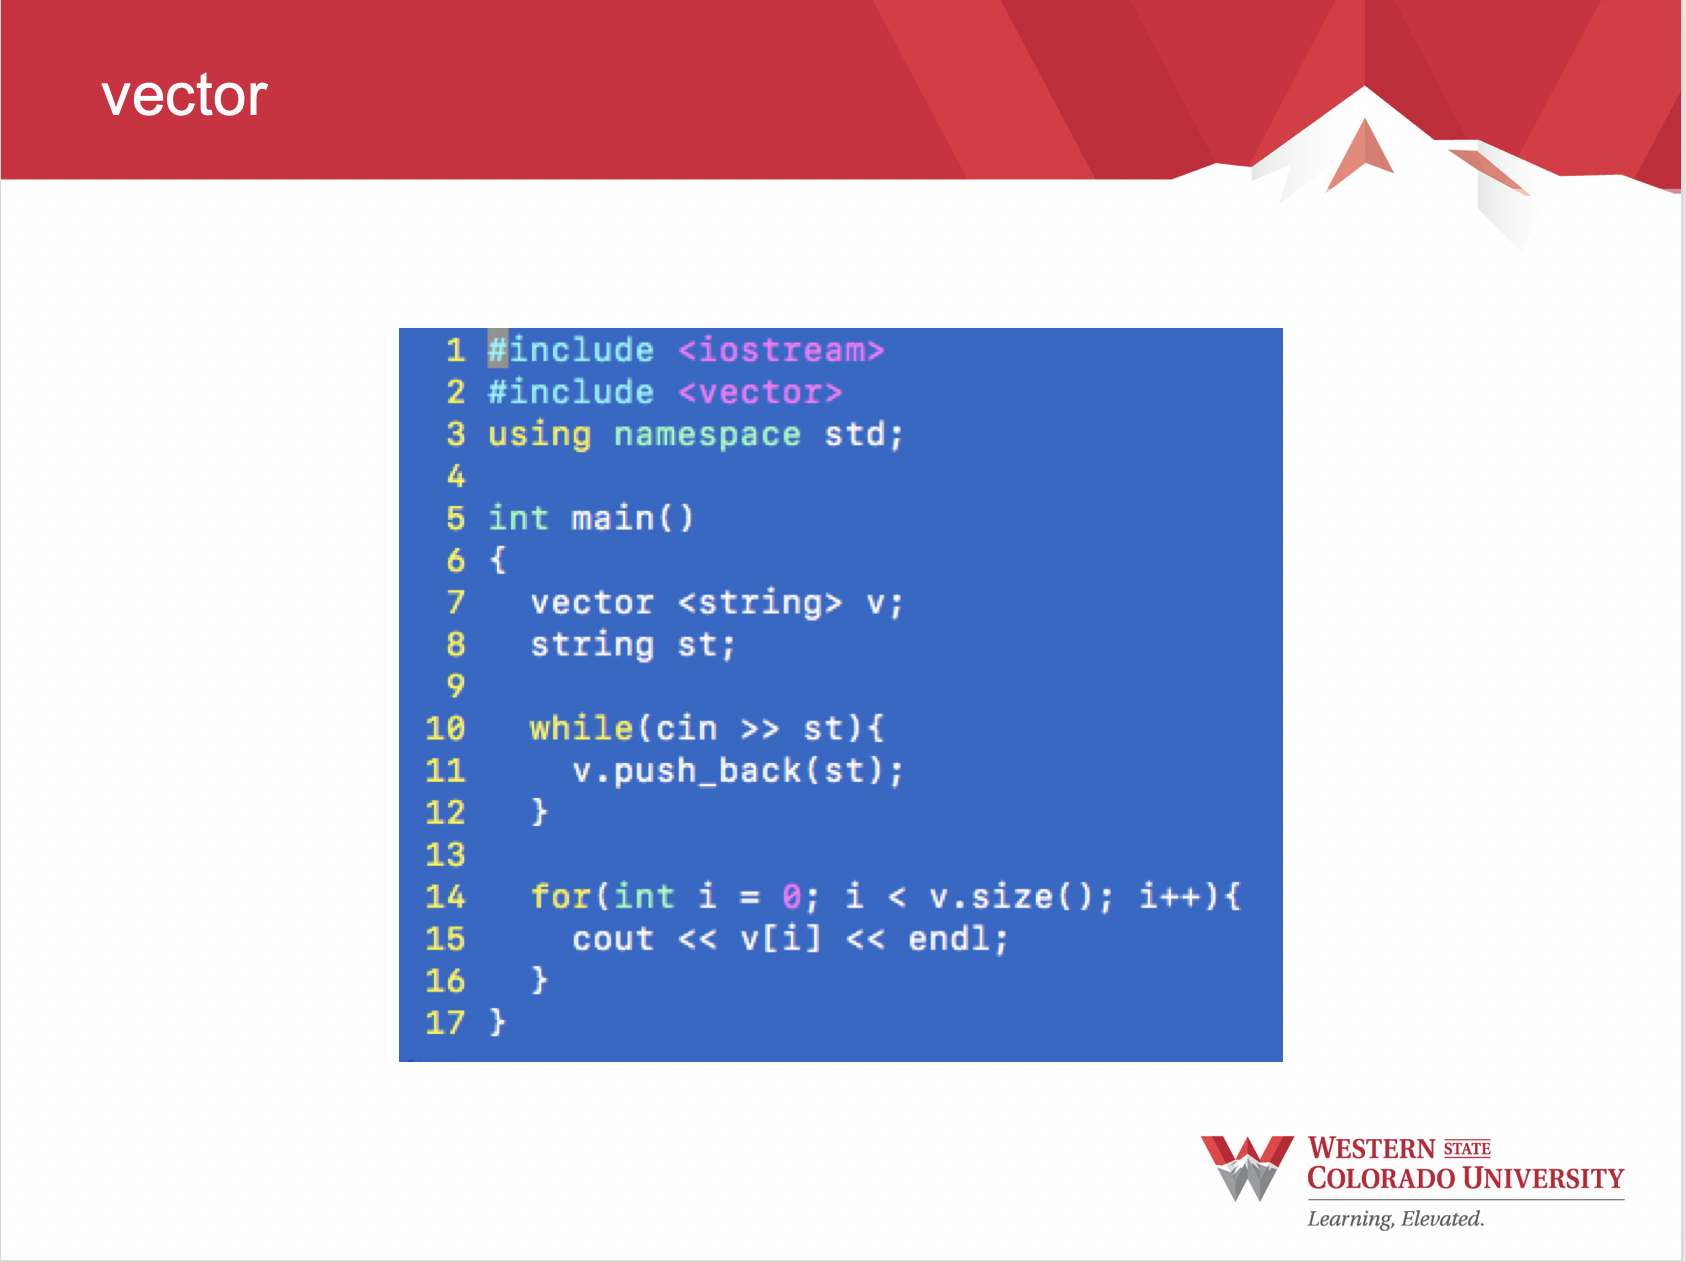 vector
1 #include <iostream>
2 #include <vector>
3 using namespace std;
4
5 int main()
6 {
7   vector <string> v;
8   string st;
9
10   while(cin >> st){
11     v.push_back(st);
12   }
13
14   for(int i = 0; i < v.size(); i++){
15     cout << v[i] << endl;
16   }
17 }
WESTERN STATE
COLORADO UNIVERSITY
Learning, Elevated.